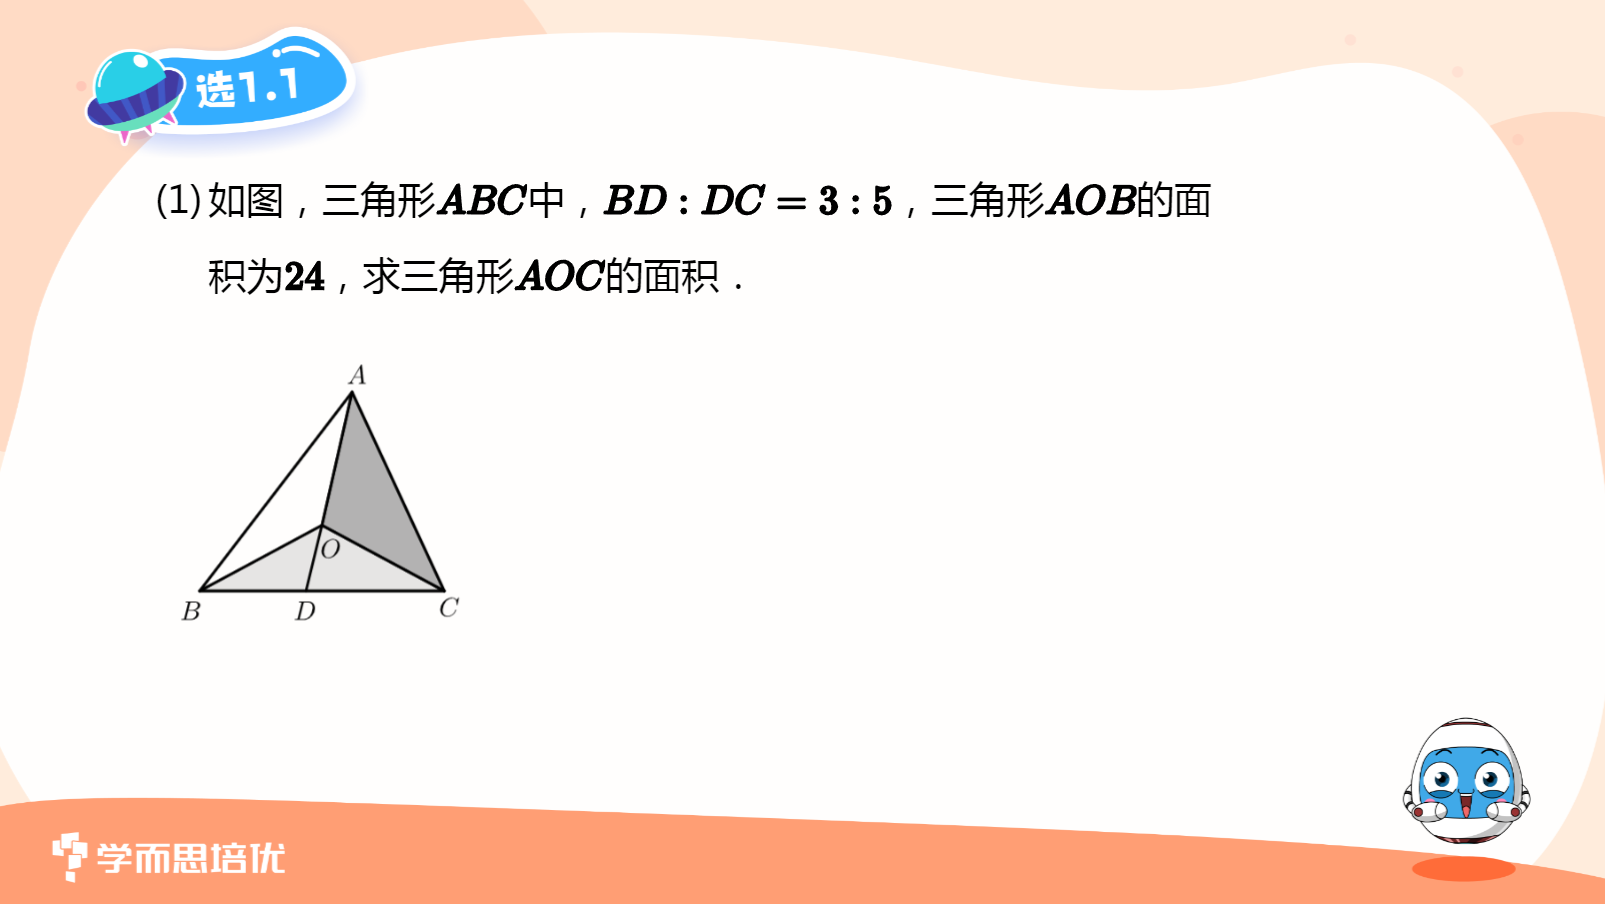 选1.1
(1) 如图，三角形ABC中，BD : DC = 3 : 5，三角形AOB的面
积为24，求三角形AOC的面积．
A
O
B
D
C
学而思培优